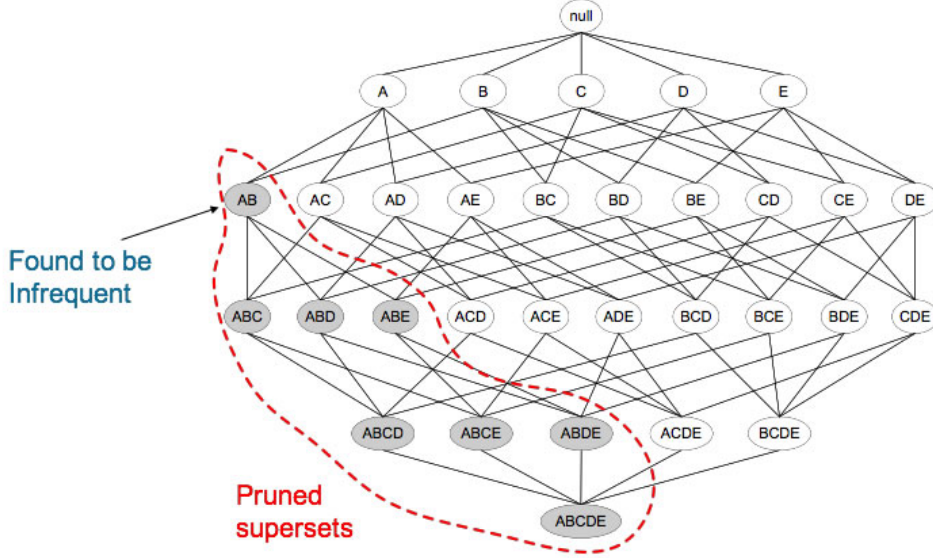 null
A B C D E
AB AC AD AE BC BD BE CD CE DE
Found to be
Infrequent
ABC ABD ABE ACD ACE ADE BCD BCE BDE CDE
ABCD ABCE ABDE ACDE BCDE
Pruned
supersets
ABCDE